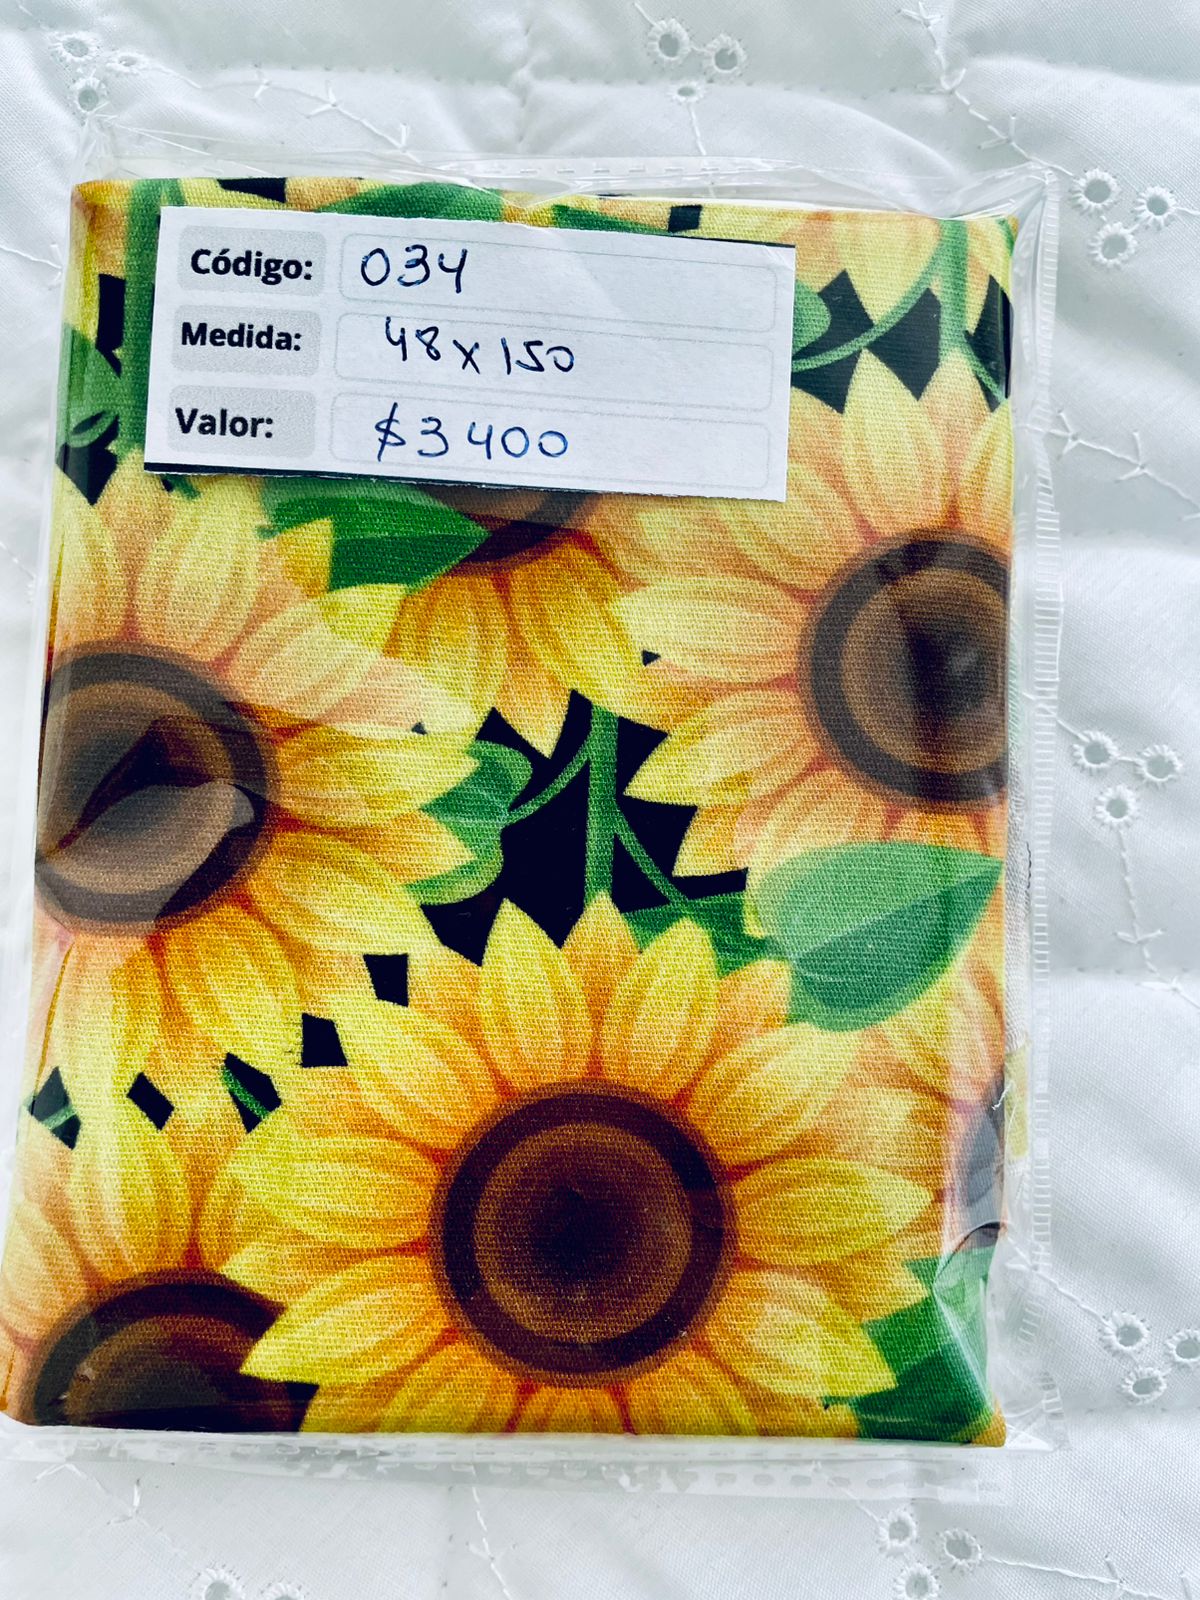 Código: 034
Medida: 48 x 150
Valor: $3400